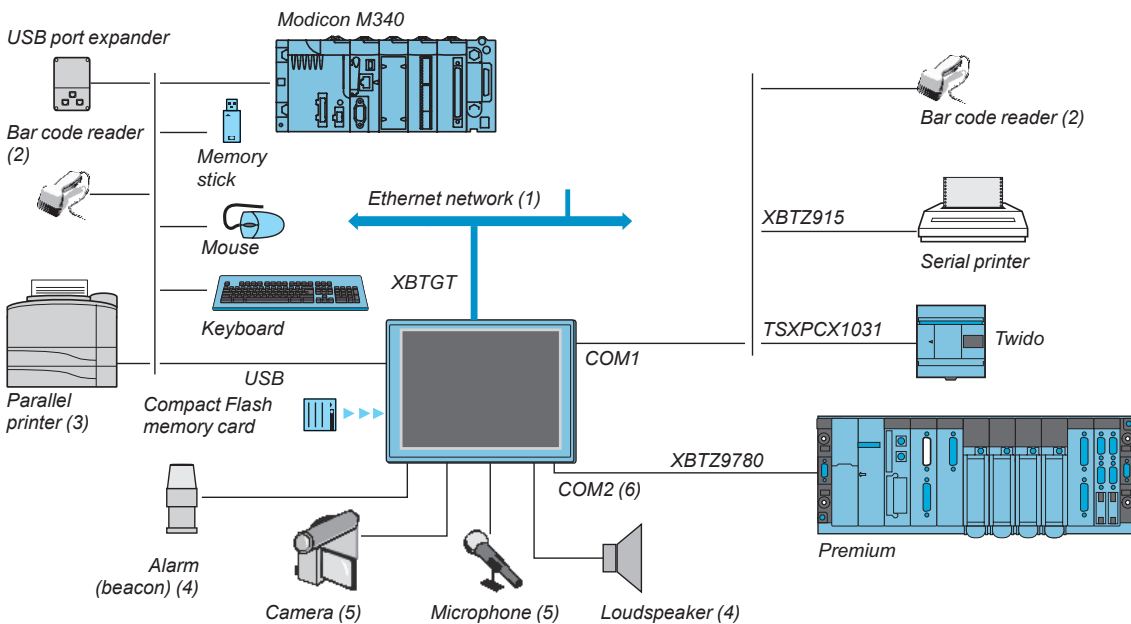 Modicon M340
USB port expander
Bar code reader
(2)
Memory
stick
Bar code reader (2)
Ethernet network (1)
Mouse
XBTZ915
Serial printer
XBTGT
Keyboard
TSXPCX1031
Twido
COM1
USB
Parallel
printer (3)
Compact Flash
memory card
XBTZ9780
COM2 (6)
Premium
Alarm
(beacon) (4)
Camera (5)
Microphone (5)
Loudspeaker (4)